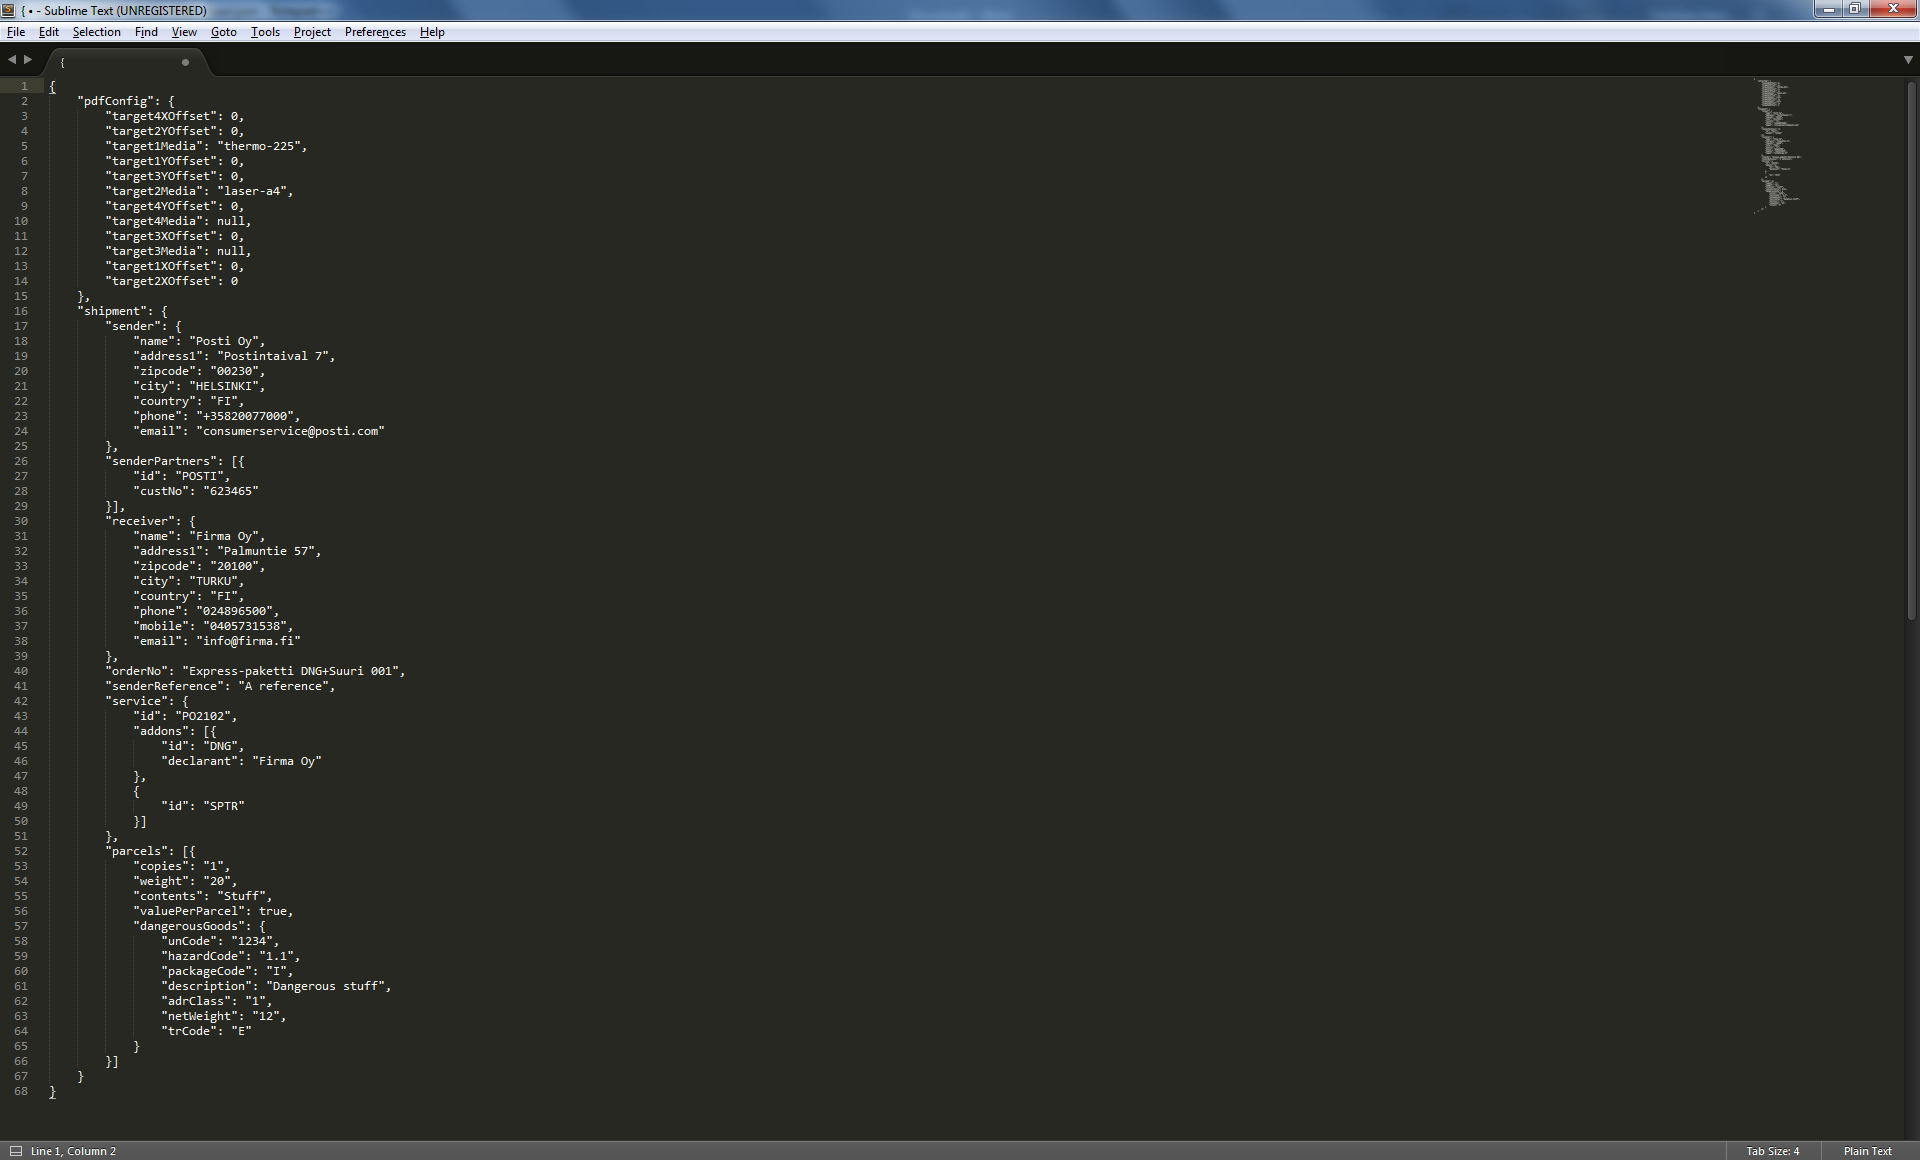 { • - Sublime Text (UNREGISTERED)
File Edit Selection Find View Goto Tools Project Preferences Help
{
1 {
2 "pdfConfig": {
3 "target4XOffset": 0,
4 "target2YOffset": 0,
5 "target1Media": "thermo-225",
6 "target1YOffset": 0,
7 "target3YOffset": 0,
8 "target2Media": "laser-a4",
9 "target4YOffset": 0,
10 "target4Media": null,
11 "target3XOffset": 0,
12 "target3Media": null,
13 "target1XOffset": 0,
14 "target2XOffset": 0
15 },
16 "shipment": {
17 "sender": {
18 "name": "Posti Oy",
19 "address1": "Postintaival 7",
20 "zipcode": "00230",
21 "city": "HELSINKI",
22 "country": "FI",
23 "phone": "+35820077000",
24 "email": "consumerservice@posti.com"
25 },
26 "senderPartners": [{
27 "id": "POSTI",
28 "custNo": "623465"
29 }],
30 "receiver": {
31 "name": "Firma Oy",
32 "address1": "Palmuntie 57",
33 "zipcode": "20100",
34 "city": "TURKU",
35 "country": "FI",
36 "phone": "024896500",
37 "mobile": "0405731538",
38 "email": "info@firma.fi"
39 },
40 "orderNo": "Express-paketti DNG+Suuri 001",
41 "senderReference": "A reference",
42 "service": {
43 "id": "PO2102",
44 "addons": [{
45 "id": "DNG",
46 "declarant": "Firma Oy"
47 },
48 {
49 "id": "SPTR"
50 }]
51 },
52 "parcels": [{
53 "copies": "1",
54 "weight": "20",
55 "contents": "Stuff",
56 "valuePerParcel": true,
57 "dangerousGoods": {
58 "unCode": "1234",
59 "hazardCode": "1.1",
60 "packageCode": "I",
61 "description": "Dangerous stuff",
62 "adrClass": "1",
63 "netWeight": "12",
64 "trCode": "E"
65 }
66 }]
67 }
68 }
Line 1, Column 2
Tab Size: 4
Plain Text